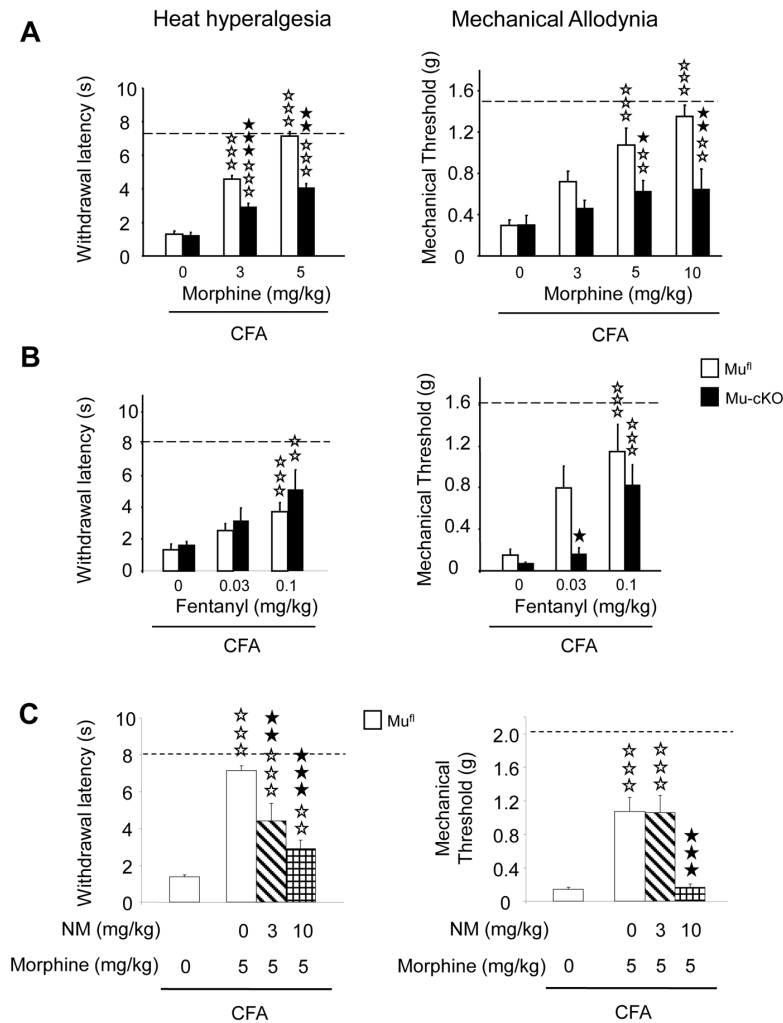 Heat hyperalgesia
Mechanical Allodynia
A
Withdrawal latency (s)
10
8
6
4
2
0
0 3 5
Morphine (mg/kg)
CFA
Mechanical Threshold (g)
1.6
1.2
0.8
0.4
0
0 3 5 10
Morphine (mg/kg)
CFA
B
Withdrawal latency (s)
10
8
6
4
2
0
0 0.03 0.1
Fentanyl (mg/kg)
CFA
Mechanical Threshold (g)
1.6
1.2
0.8
0.4
0
0 0.03 0.1
Fentanyl (mg/kg)
CFA
Mu^fl
Mu-cKO
C
Withdrawal latency (s)
10
8
6
4
2
0
Mu^fl
NM (mg/kg) 0 3 10
Morphine (mg/kg) 0 5 5 5
CFA
Mechanical
Threshold (g)
2.0
1.6
1.2
0.4
0
0 3 10
Morphine (mg/kg) 0 5 5 5
CFA